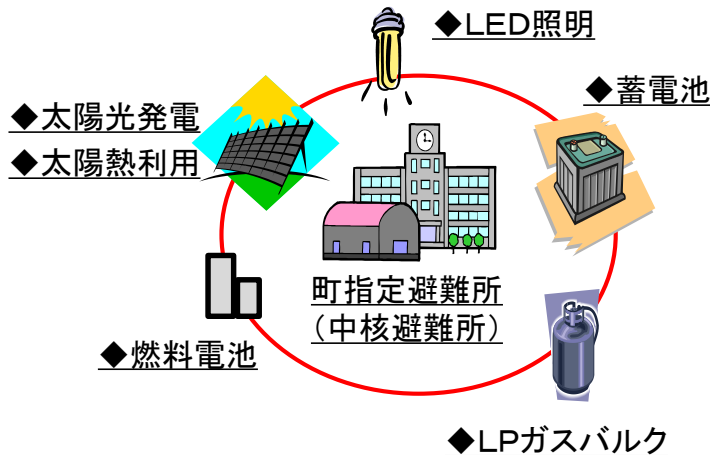 ◆LED照明
◆蓄電池
◆太陽光発電
◆太陽熱利用
町指定避難所
（中核避難所）
◆燃料電池
◆LPガスバルク